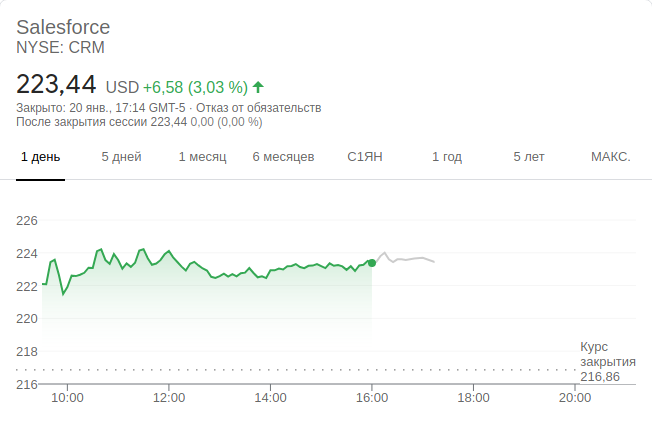 Salesforce
NYSE: CRM
223,44 USD +6,58 (3,03 %)
Закрыто: 20 янв., 17:14 GMT-5 · Отказ от обязательств
После закрытия сессии 223,44 0,00 (0,00 %)
1 день 5 дней 1 месяц 6 месяцев С1ЯН 1 год 5 лет МАКС.
226
224
222
220
218
Курс
закрытия
216,86
216
10:00 12:00 14:00 16:00 18:00 20:00